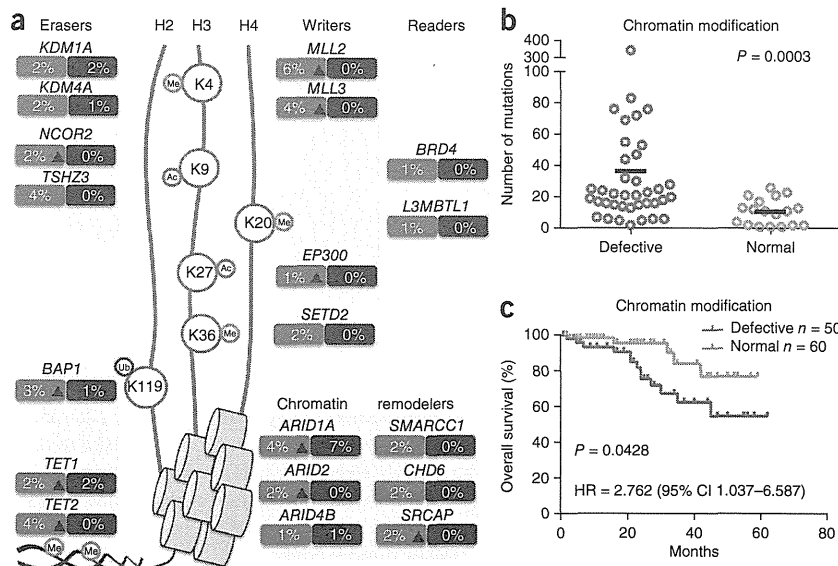 a
Erasers
H2
H3
H4
Writers
Readers
KDM1A
2% 2%
KDM4A
2% 1%
NCOR2
2% 0%
TSHZ3
4% 0%
BAP1
3% 1%
TET1
2% 2%
TET2
4% 0%
Me
Me
Me
K4
Ac
K9
K20
Me
K27
Ac
K36
Me
Ub
K119
MLL2
6% 0%
MLL3
4% 0%
BRD4
1% 0%
L3MBTL1
1% 0%
EP300
1% 0%
SETD2
2% 0%
Chromatin remodelers
ARID1A
4% 7%
SMARCC1
2% 0%
ARID2
2% 0%
CHD6
2% 0%
ARID4B
1% 1%
SRCAP
2% 0%
b
Chromatin modification
P = 0.0003
Number of mutations
400
300
100
80
60
40
20
0
Defective
Normal
c
Chromatin modification
Defective n = 50
Normal n = 60
Overall survival (%)
100
80
60
40
20
0
P = 0.0428
HR = 2.762 (95% CI 1.037–6.587)
0 20 40 60 80
Months